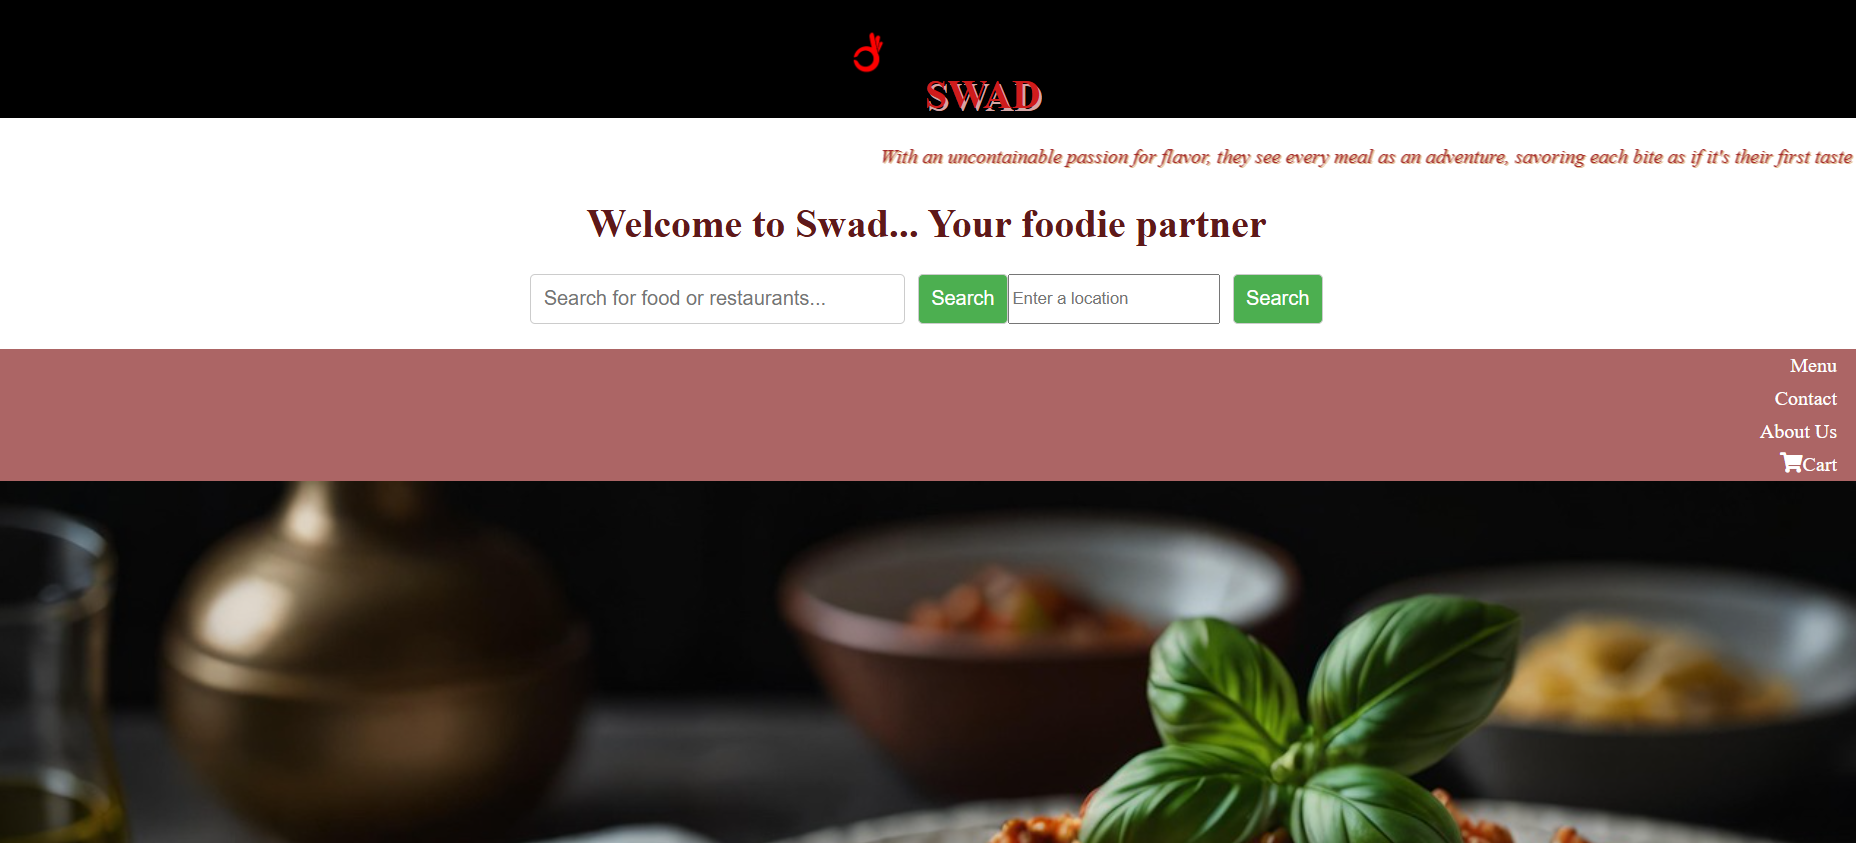 SWAD
With an uncontainable passion for flavor, they see every meal as an adventure, savoring each bite as if it's their first taste
Welcome to Swad... Your foodie partner
Search for food or restaurants... Search Enter a location Search
Menu
Contact
About Us
Cart